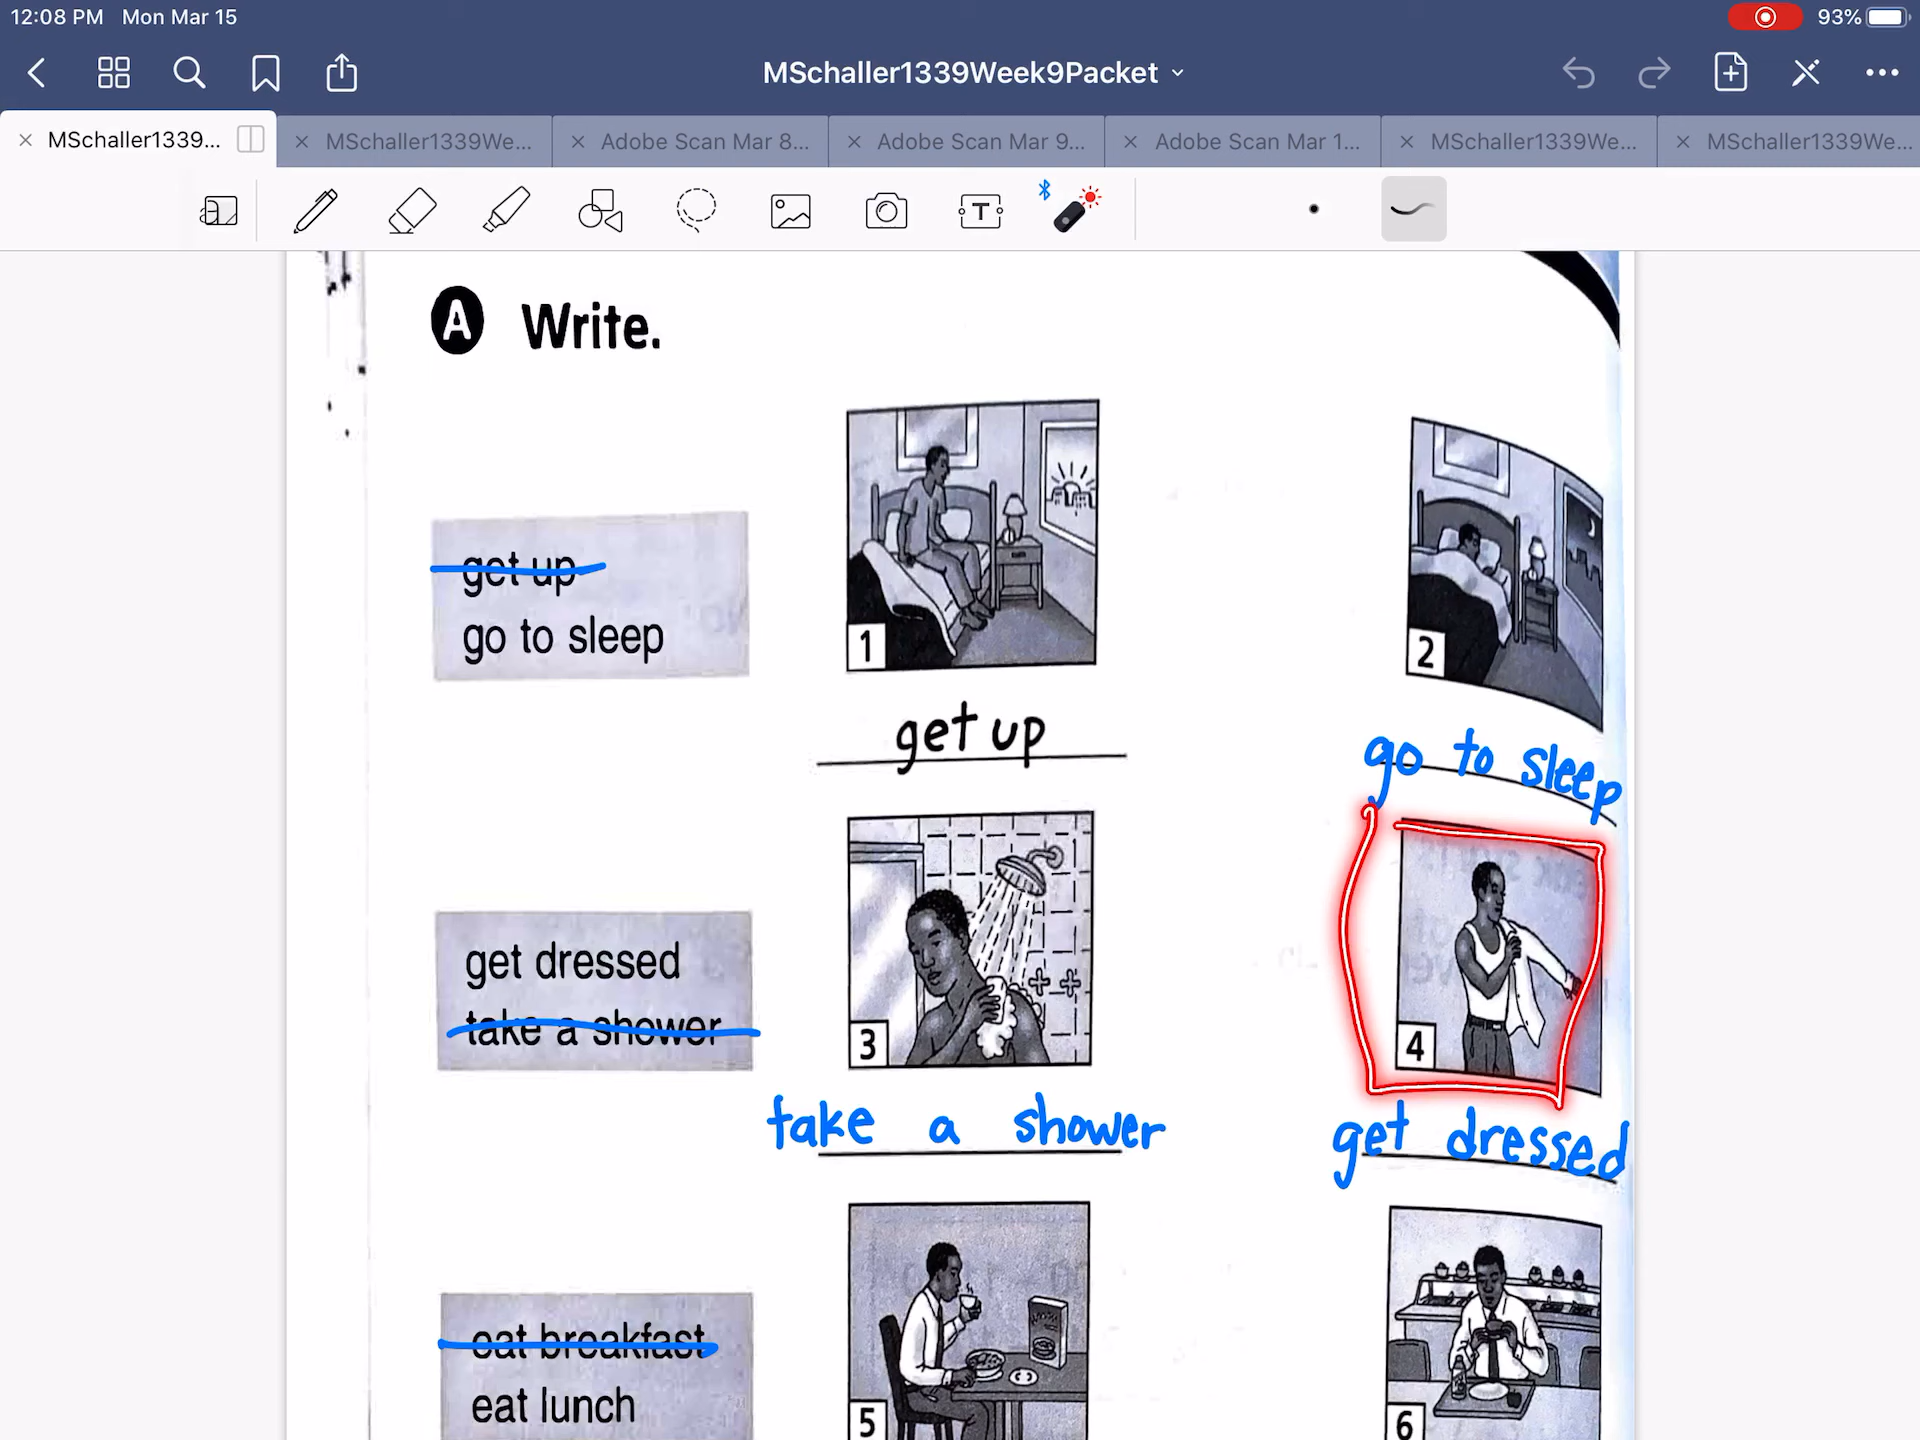 12:08 PM Mon Mar 15
93%
MSchaller1339Week9Packet
MSchaller1339...
MSchaller1339We...
Adobe Scan Mar 8...
Adobe Scan Mar 9...
Adobe Scan Mar 1...
MSchaller1339We...
MSchaller1339We...
A Write.
get up
go to sleep
1
2
get up
go to sleep
get dressed
take a shower
3
4
take a shower
get dressed
eat breakfast
eat lunch
5
6